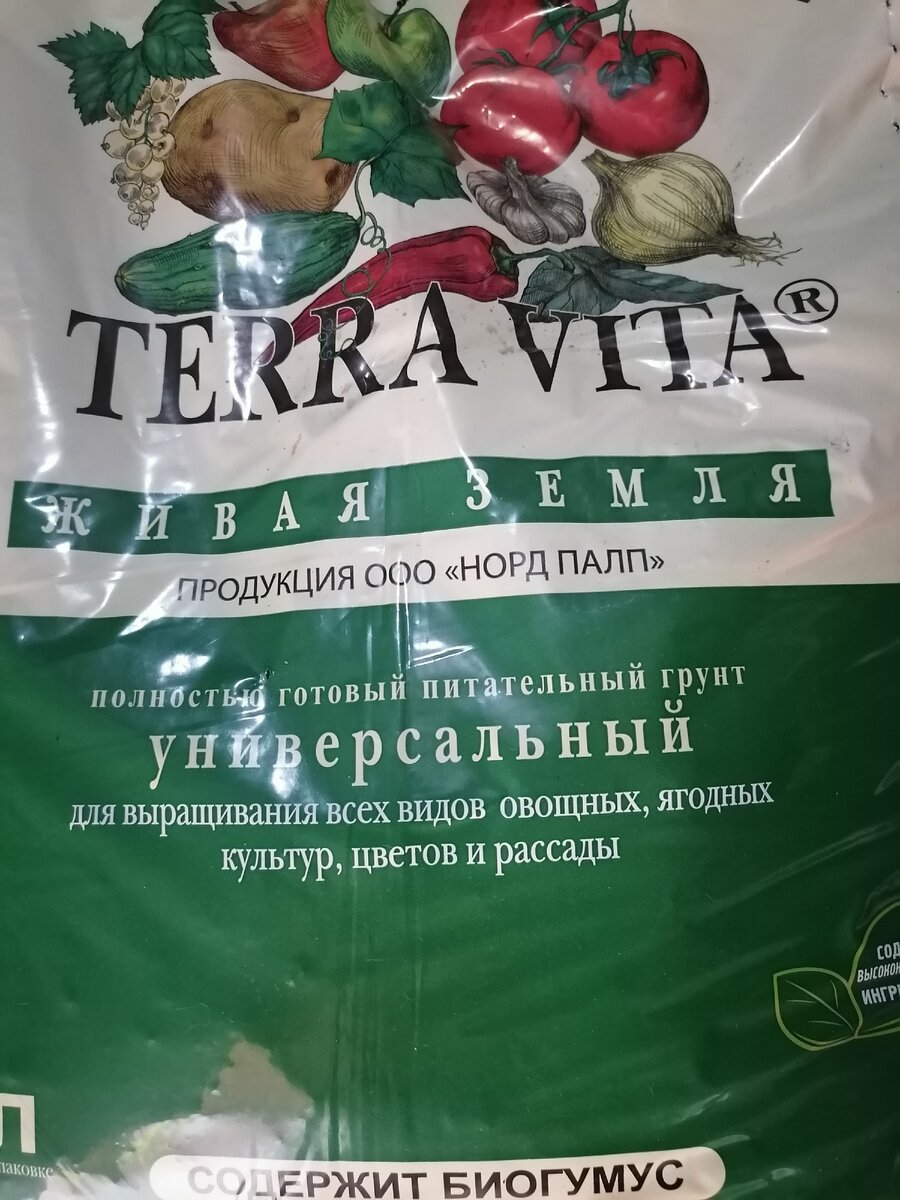 TERRA VITA®
ЖИВАЯ ЗЕМЛЯ
ПРОДУКЦИЯ ООО «НОРД ПАЛП»
полностью готовый питательный грунт
универсальный
для выращивания всех видов овощных, ягодных
культур, цветов и рассады
Л
СОДЕРЖИТ БИОГУМУС